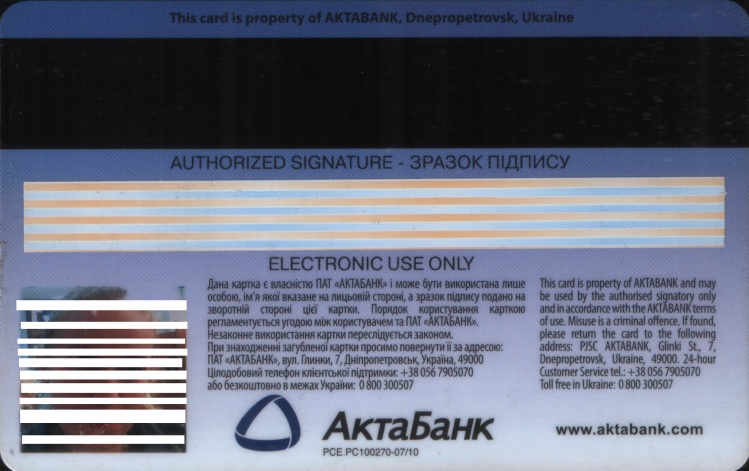 This card is property of AKTABANK, Dnepropetrovsk, Ukraine
AUTHORIZED SIGNATURE - ЗРАЗОК ПІДПИСУ
ELECTRONIC USE ONLY
Дана картка є власністю ПАТ «АКТАБАНК» і може бути використана лише
особою, ім’я якої вказане на лицьовій стороні, а зразок підпису подано на
зворотній стороні цієї картки. Порядок користування карткою
регламентується угодою між користувачем та ПАТ «АКТАБАНК».
Незаконне використання картки переслідується законом.
При знаходженні загубленої картки просимо повернути її за адресою:
ПАТ «АКТАБАНК», вул. Глинки, 7, Дніпропетровськ, Україна, 49000
Цілодобовий телефон клієнтської підтримки: +38 056 7905070
або безкоштовно в межах України: 0 800 300507
This card is property of AKTABANK and may
be used by the authorised signatory only
and in accordance with the AKTABANK terms
of use. Misuse is a criminal offence. If found,
please return the card to the following
address: PJSC AKTABANK, Glinki St., 7,
Dnepropetrovsk, Ukraine, 49000. 24-hour
Customer Service tel.: +38 056 7905070
Toll free in Ukraine: 0 800 300507
АктаБанк
PCE PC100270-07/10
www.aktabank.com